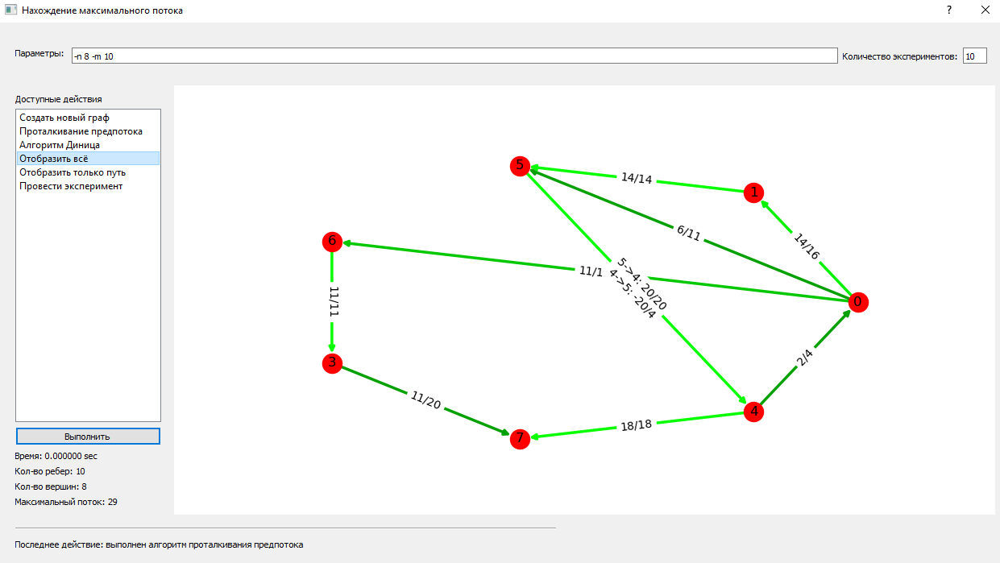 Нахождение максимального потока
?
Параметры:
-n 8 -m 10
Количество экспериментов:
10
Доступные действия
Создать новый граф
Проталкивание предпотока
Алгоритм Диница
Отобразить всё
Отобразить только путь
Провести эксперимент
Выполнить
Время: 0.000000 sec
Кол-во ребер: 10
Кол-во вершин: 8
Максимальный поток: 29
5
14/14
1
6/11
14/16
6
11/1
5->4: 20/20
4->5: -20/4
0
11/11
2/4
3
11/20
4
18/18
7
Последнее действие: выполнен алгоритм проталкивания предпотока